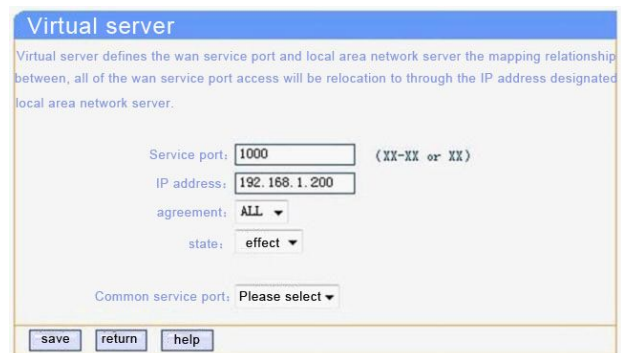 Virtual server
Virtual server defines the wan service port and local area network server the mapping relationship
between, all of the wan service port access will be relocation to through the IP address designated
local area network server.
Service port: 1000 (XX-XX or XX)
IP address: 192.168.1.200
agreement: ALL
state: effect
Common service port: Please select
save return help